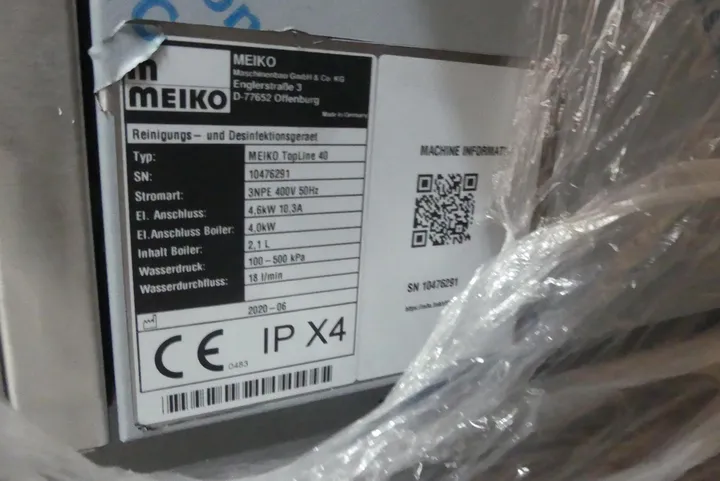 MEIKO
MEIKO
Maschinenbau GmbH & Co. KG
Englerstraße 3
D-77652 Offenburg
Made in Germany
Reinigungs- und Desinfektionsgeraet
Typ: MEIKO TopLine 40
SN: 10476291
Stromart: 3NPE 400V 50Hz
El. Anschluss: 4,6kW 10,3A
El.Anschluss Boiler: 4,0kW
Inhalt Boiler: 2,1 L
Wasserdruck: 100-500 kPa
Wasserdurchfluss: 18 l/min
2020-06
CE 0483 IP X4
MACHINE INFORMAT
SN 10476291